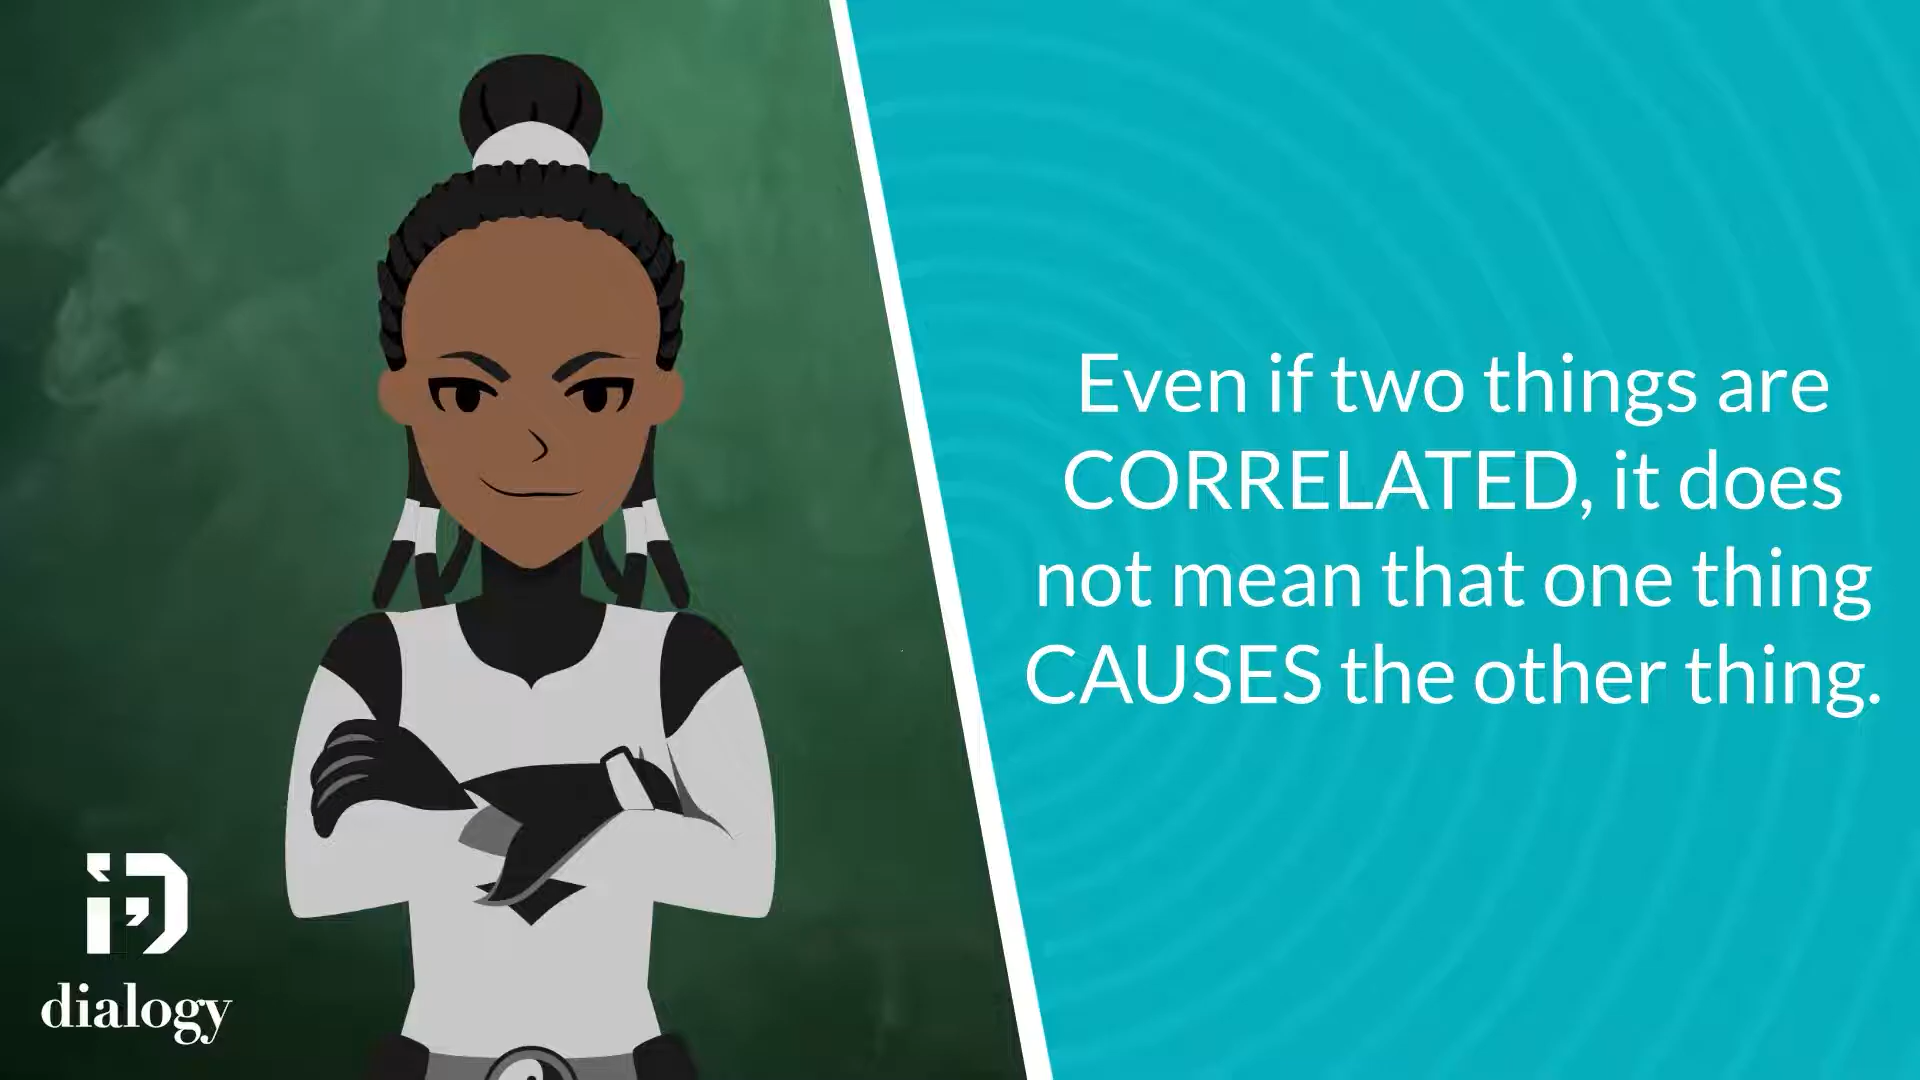 Even if two things are
CORRELATED, it does
not mean that one thing
CAUSES the other thing.
dialogy